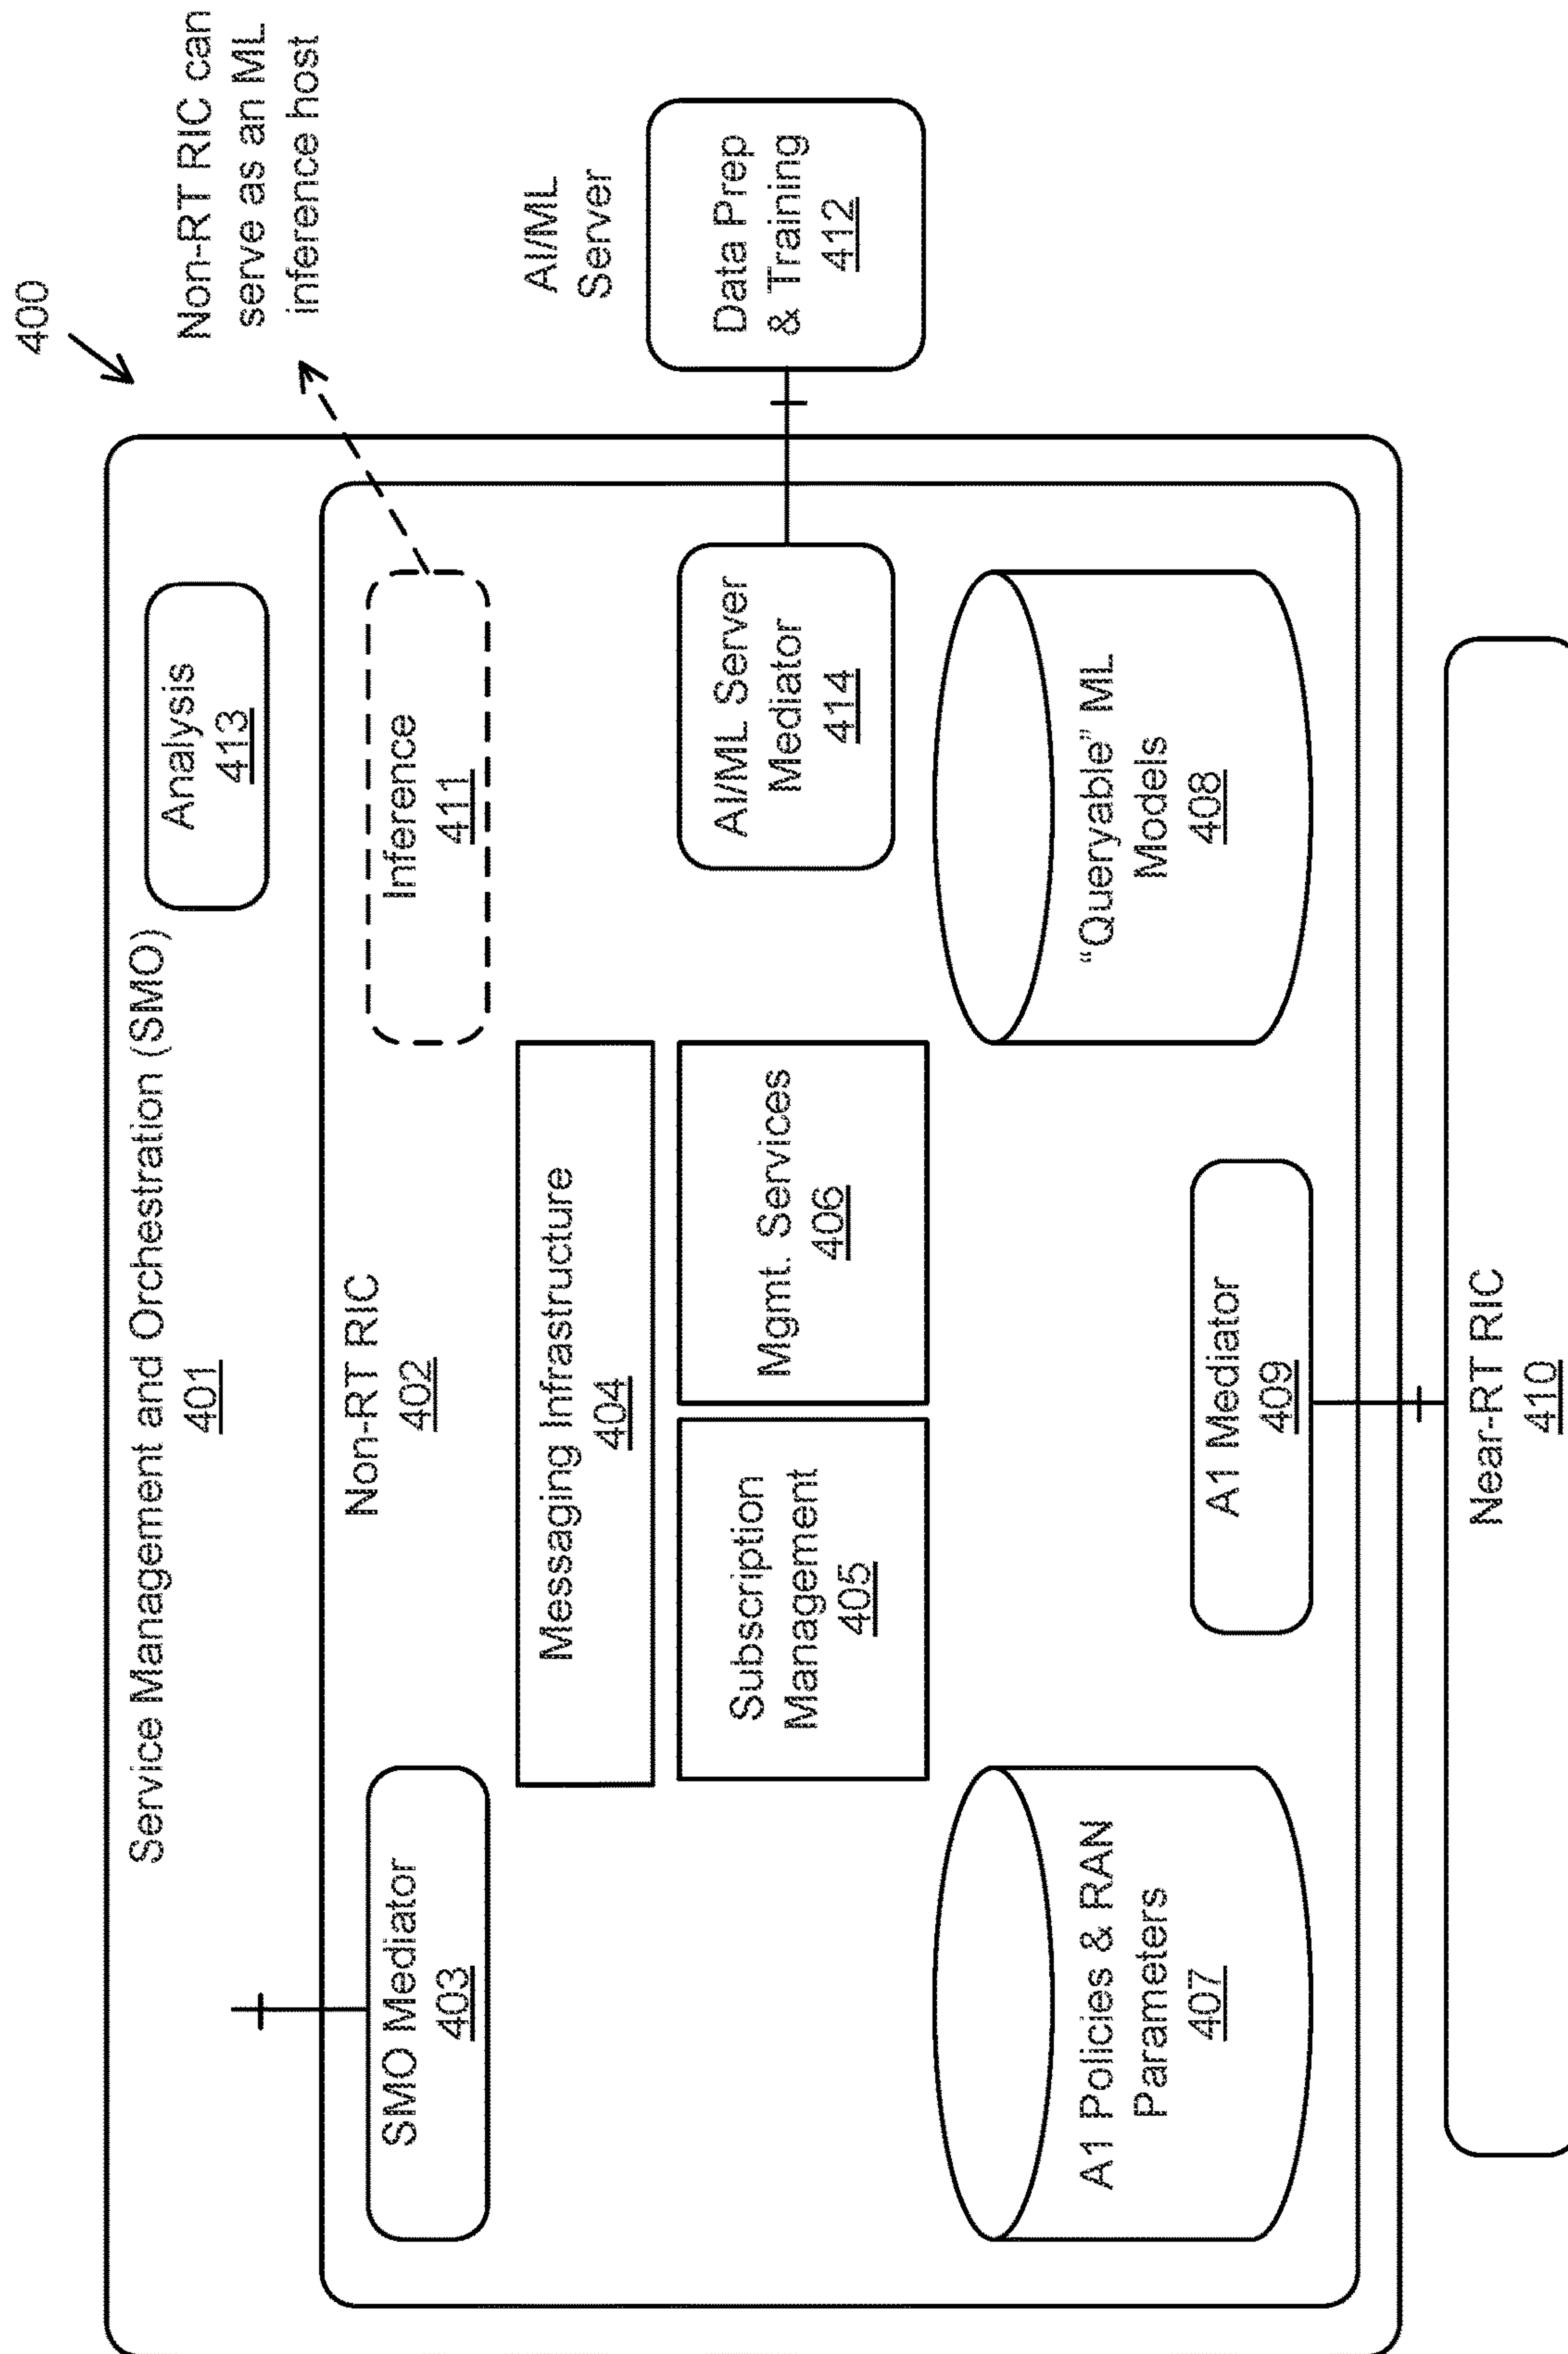 400
Service Management and Orchestration (SMO)
401
Analysis
413
Non-RT RIC can
serve as an ML
inference host
Non-RT RIC
402
SMO Mediator
403
Inference
411
Messaging Infrastructure
404
Subscription
Management
405
Mgmt. Services
406
AI/ML Server
Mediator
414
AI/ML
Server
Data Prep
& Training
412
A1 Policies & RAN
Parameters
407
A1 Mediator
409
“Queryable” ML
Models
408
Near-RT RIC
410